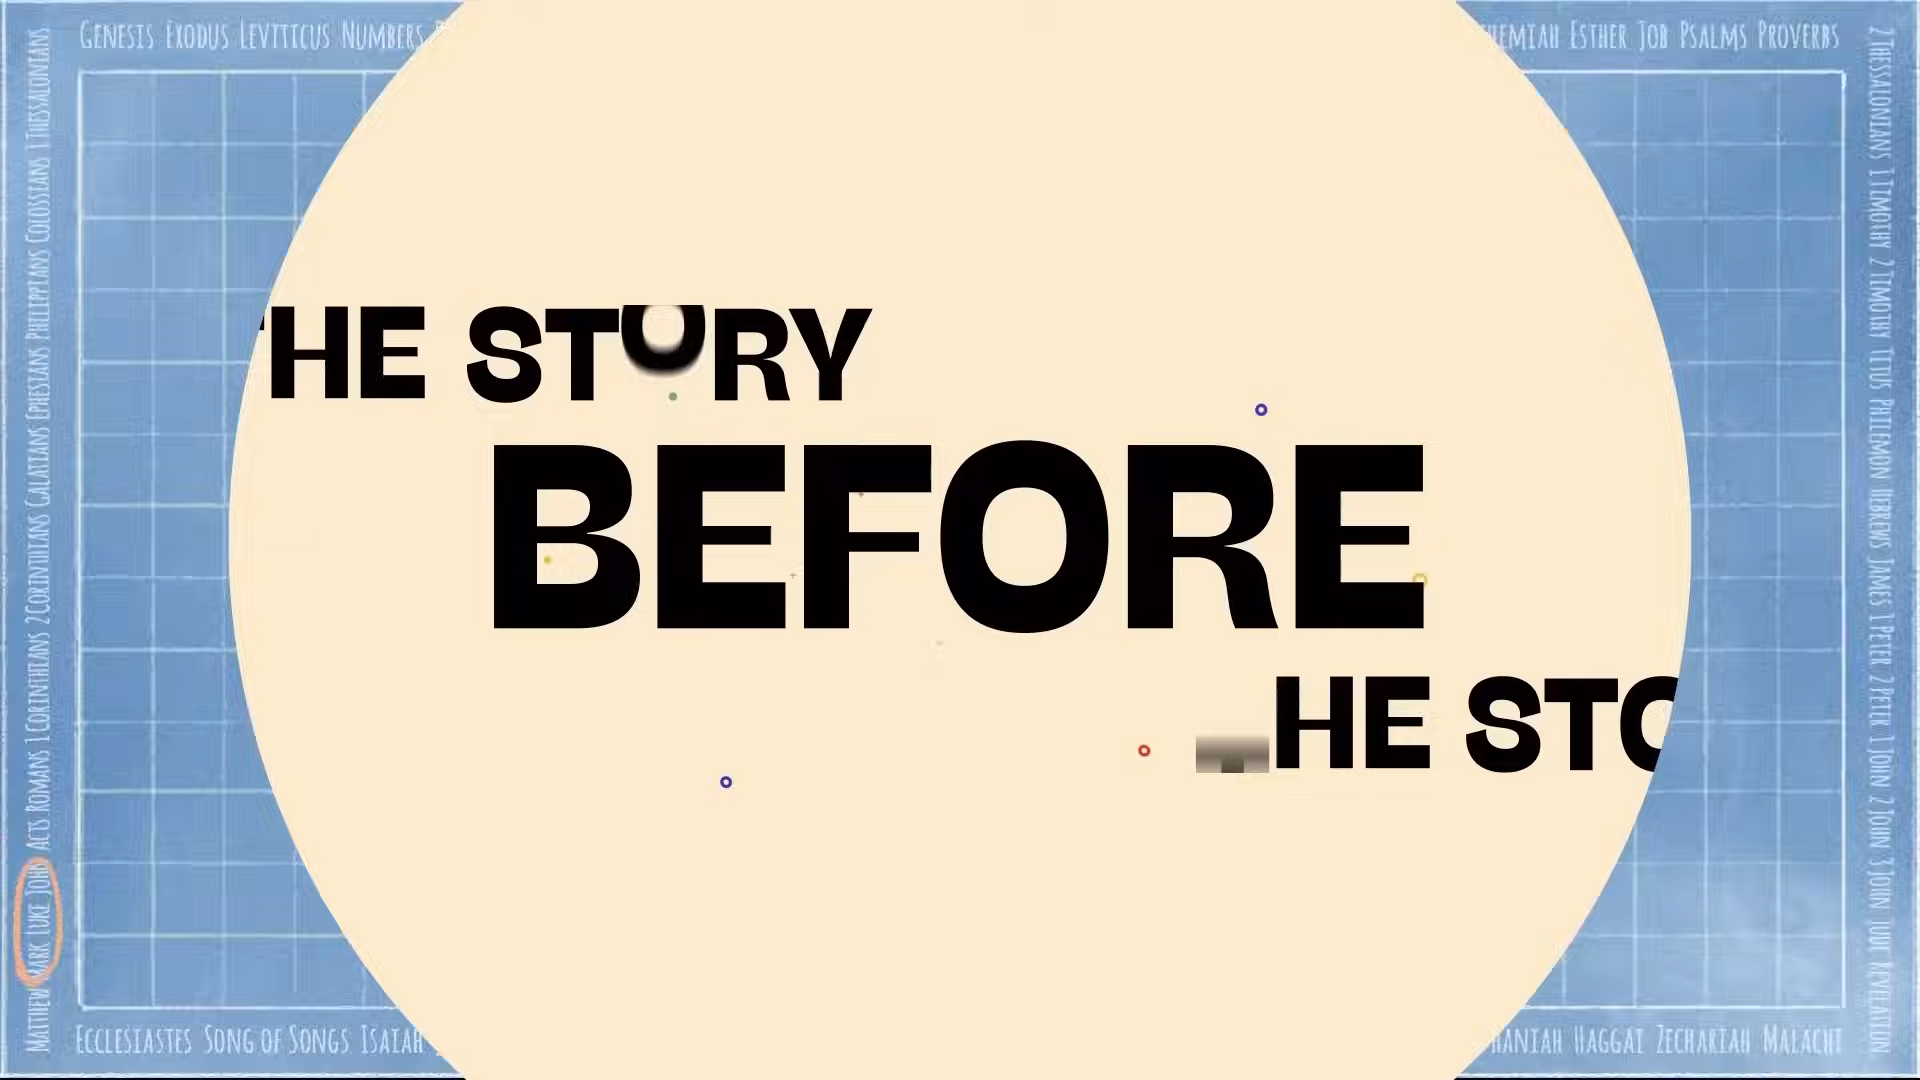 Genesis Exodus Leviticus Numbers
Esther Job Psalms Proverbs
HE STORY
BEFORE
HE STO
Ecclesiastes Song of Songs Isaiah
Haggai Zechariah Malachi
Matthew Mark Luke John Acts Romans 1 Corinthians 2 Corinthians Galatians Ephesians Philippians Colossians 1 Thessalonians
2 Thessalonians 1 Timothy 2 Timothy Titus Philemon Hebrews James 1 Peter 2 Peter 1 John 2 John 3 John Jude Revelation